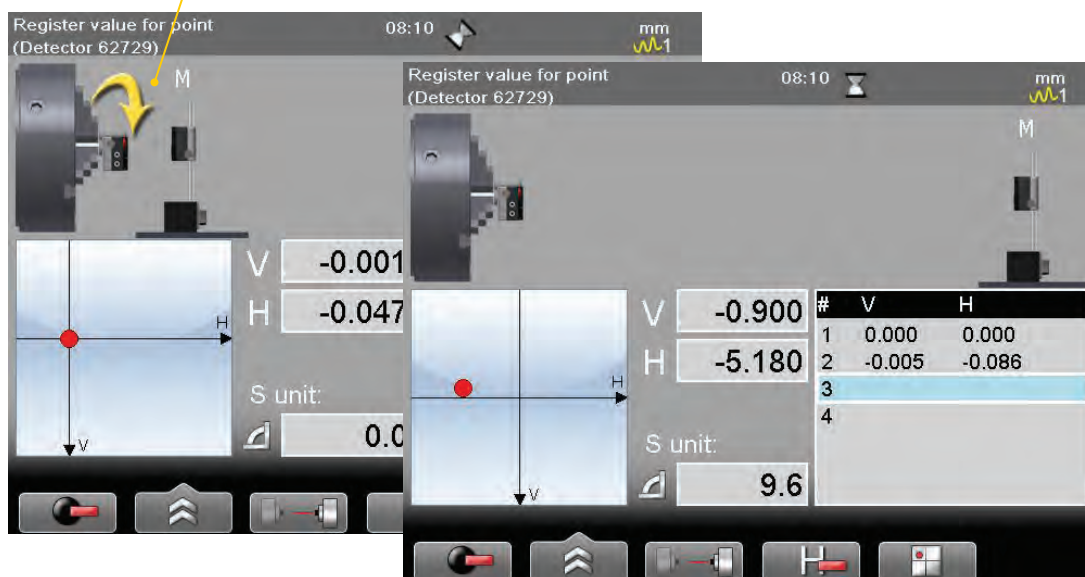 Register value for point
(Detector 62729)
08:10
mm
1
M
V
-0.001
H
-0.047
H
V
S unit:
0.0
Register value for point
(Detector 62729)
08:10
mm
1
M
V
-0.900
H
-5.180
H
V
S unit:
9.6
# V H
1 0.000 0.000
2 -0.005 -0.086
3
4
H